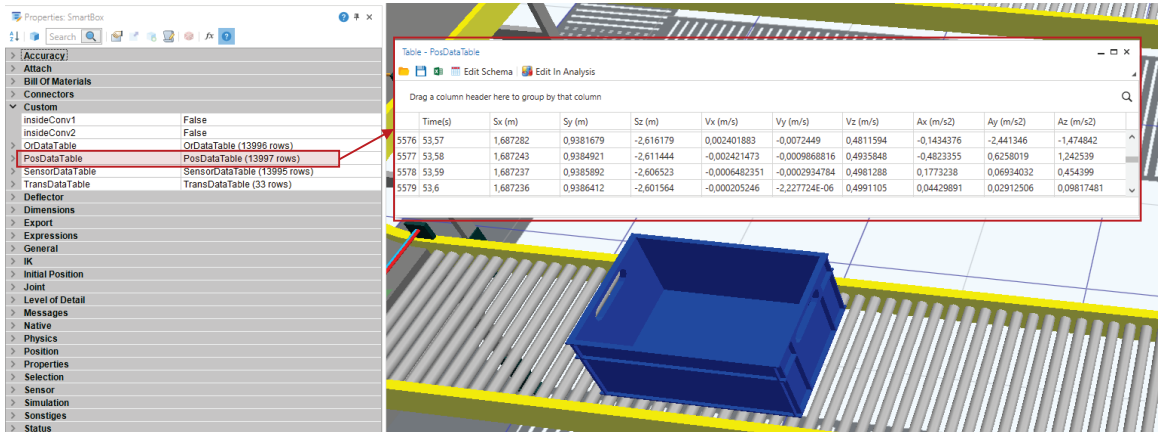 Properties: SmartBox
Search
Accuracy
Attach
Bill Of Materials
Connectors
Custom
insideConv1 False
insideConv2 False
OrDataTable OrDataTable (13996 rows)
PosDataTable PosDataTable (13997 rows)
SensorDataTable SensorDataTable (13995 rows)
TransDataTable TransDataTable (33 rows)
Deflector
Dimensions
Export
Expressions
General
IK
Initial Position
Joint
Level of Detail
Messages
Native
Physics
Position
Properties
Selection
Sensor
Simulation
Sonstiges
Status
Table - PosDataTable
Edit Schema Edit In Analysis
Drag a column header here to group by that column
Time(s) Sx (m) Sy (m) Sz (m) Vx (m/s) Vy (m/s) Vz (m/s) Ax (m/s2) Ay (m/s2) Az (m/s2)
5576 53,57 1,687282 0,9381679 -2,616179 0,002401883 -0,0072449 0,4811594 -0,1434376 -2,441346 -1,474842
5577 53,58 1,687243 0,9384921 -2,611444 -0,002421473 -0,0009868816 0,4935848 -0,4823355 0,6258019 1,242539
5578 53,59 1,687237 0,9385892 -2,606523 -0,0006482351 -0,0002934784 0,4981288 0,1773238 0,06934032 0,454399
5579 53,6 1,687236 0,9386412 -2,601564 -0,000205246 -2,227724E-06 0,4991105 0,04429891 0,02912506 0,09817481